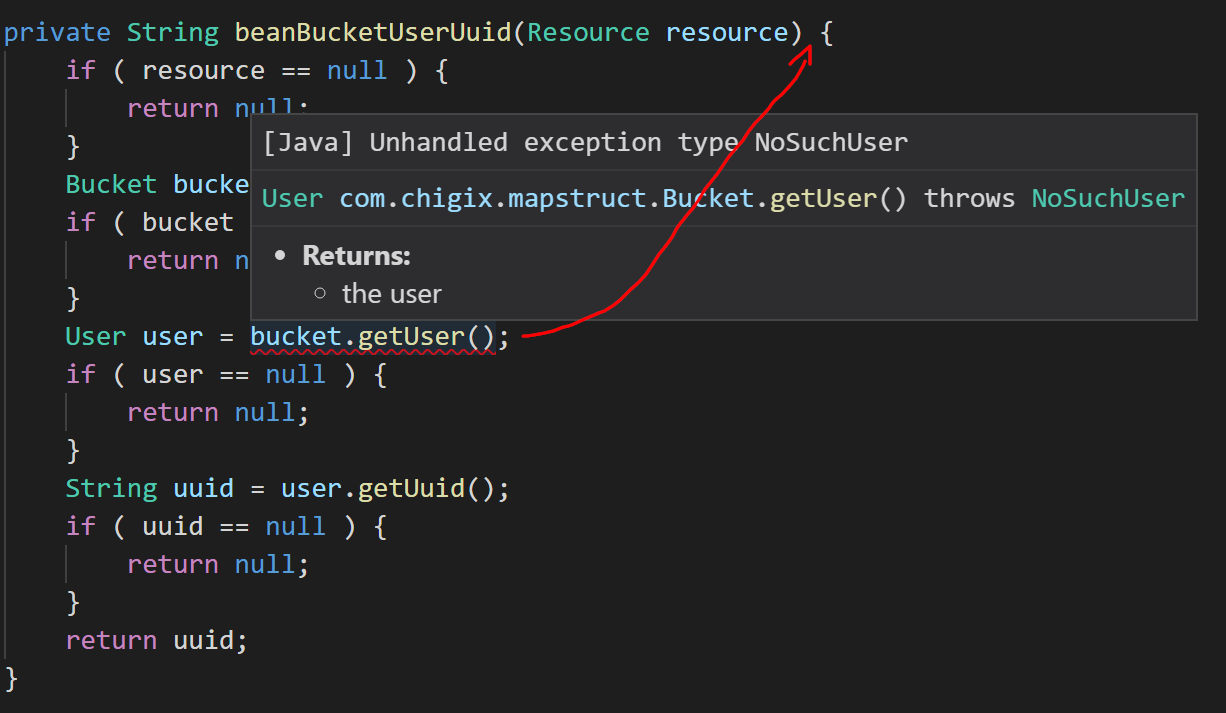 private String beanBucketUserUuid(Resource resource) {
if ( resource == null ) {
return null;
}
[Java] Unhandled exception type NoSuchUser
Bucket bucke
User com.chigix.mapstruct.Bucket.getUser() throws NoSuchUser
if ( bucket
• Returns:
return n
○ the user
}
User user = bucket.getUser();
if ( user == null ) {
return null;
}
String uuid = user.getUuid();
if ( uuid == null ) {
return null;
}
return uuid;
}